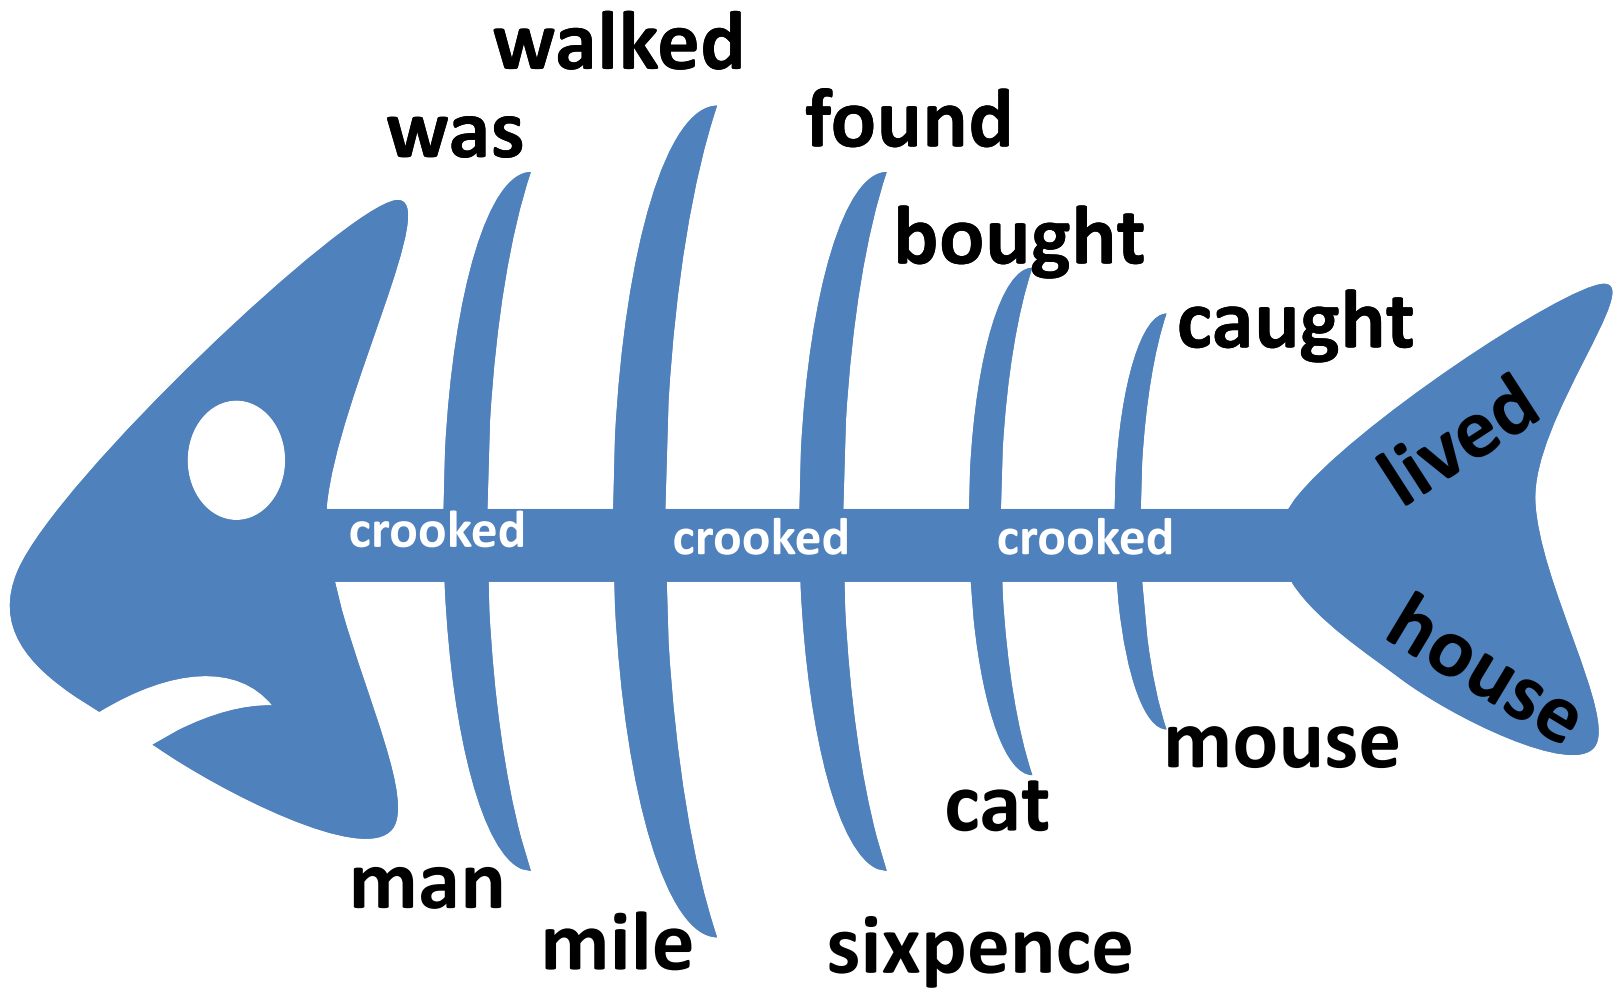 walked
was
found
bought
caught
lived
crooked
crooked
crooked
house
mouse
cat
man
mile
sixpence